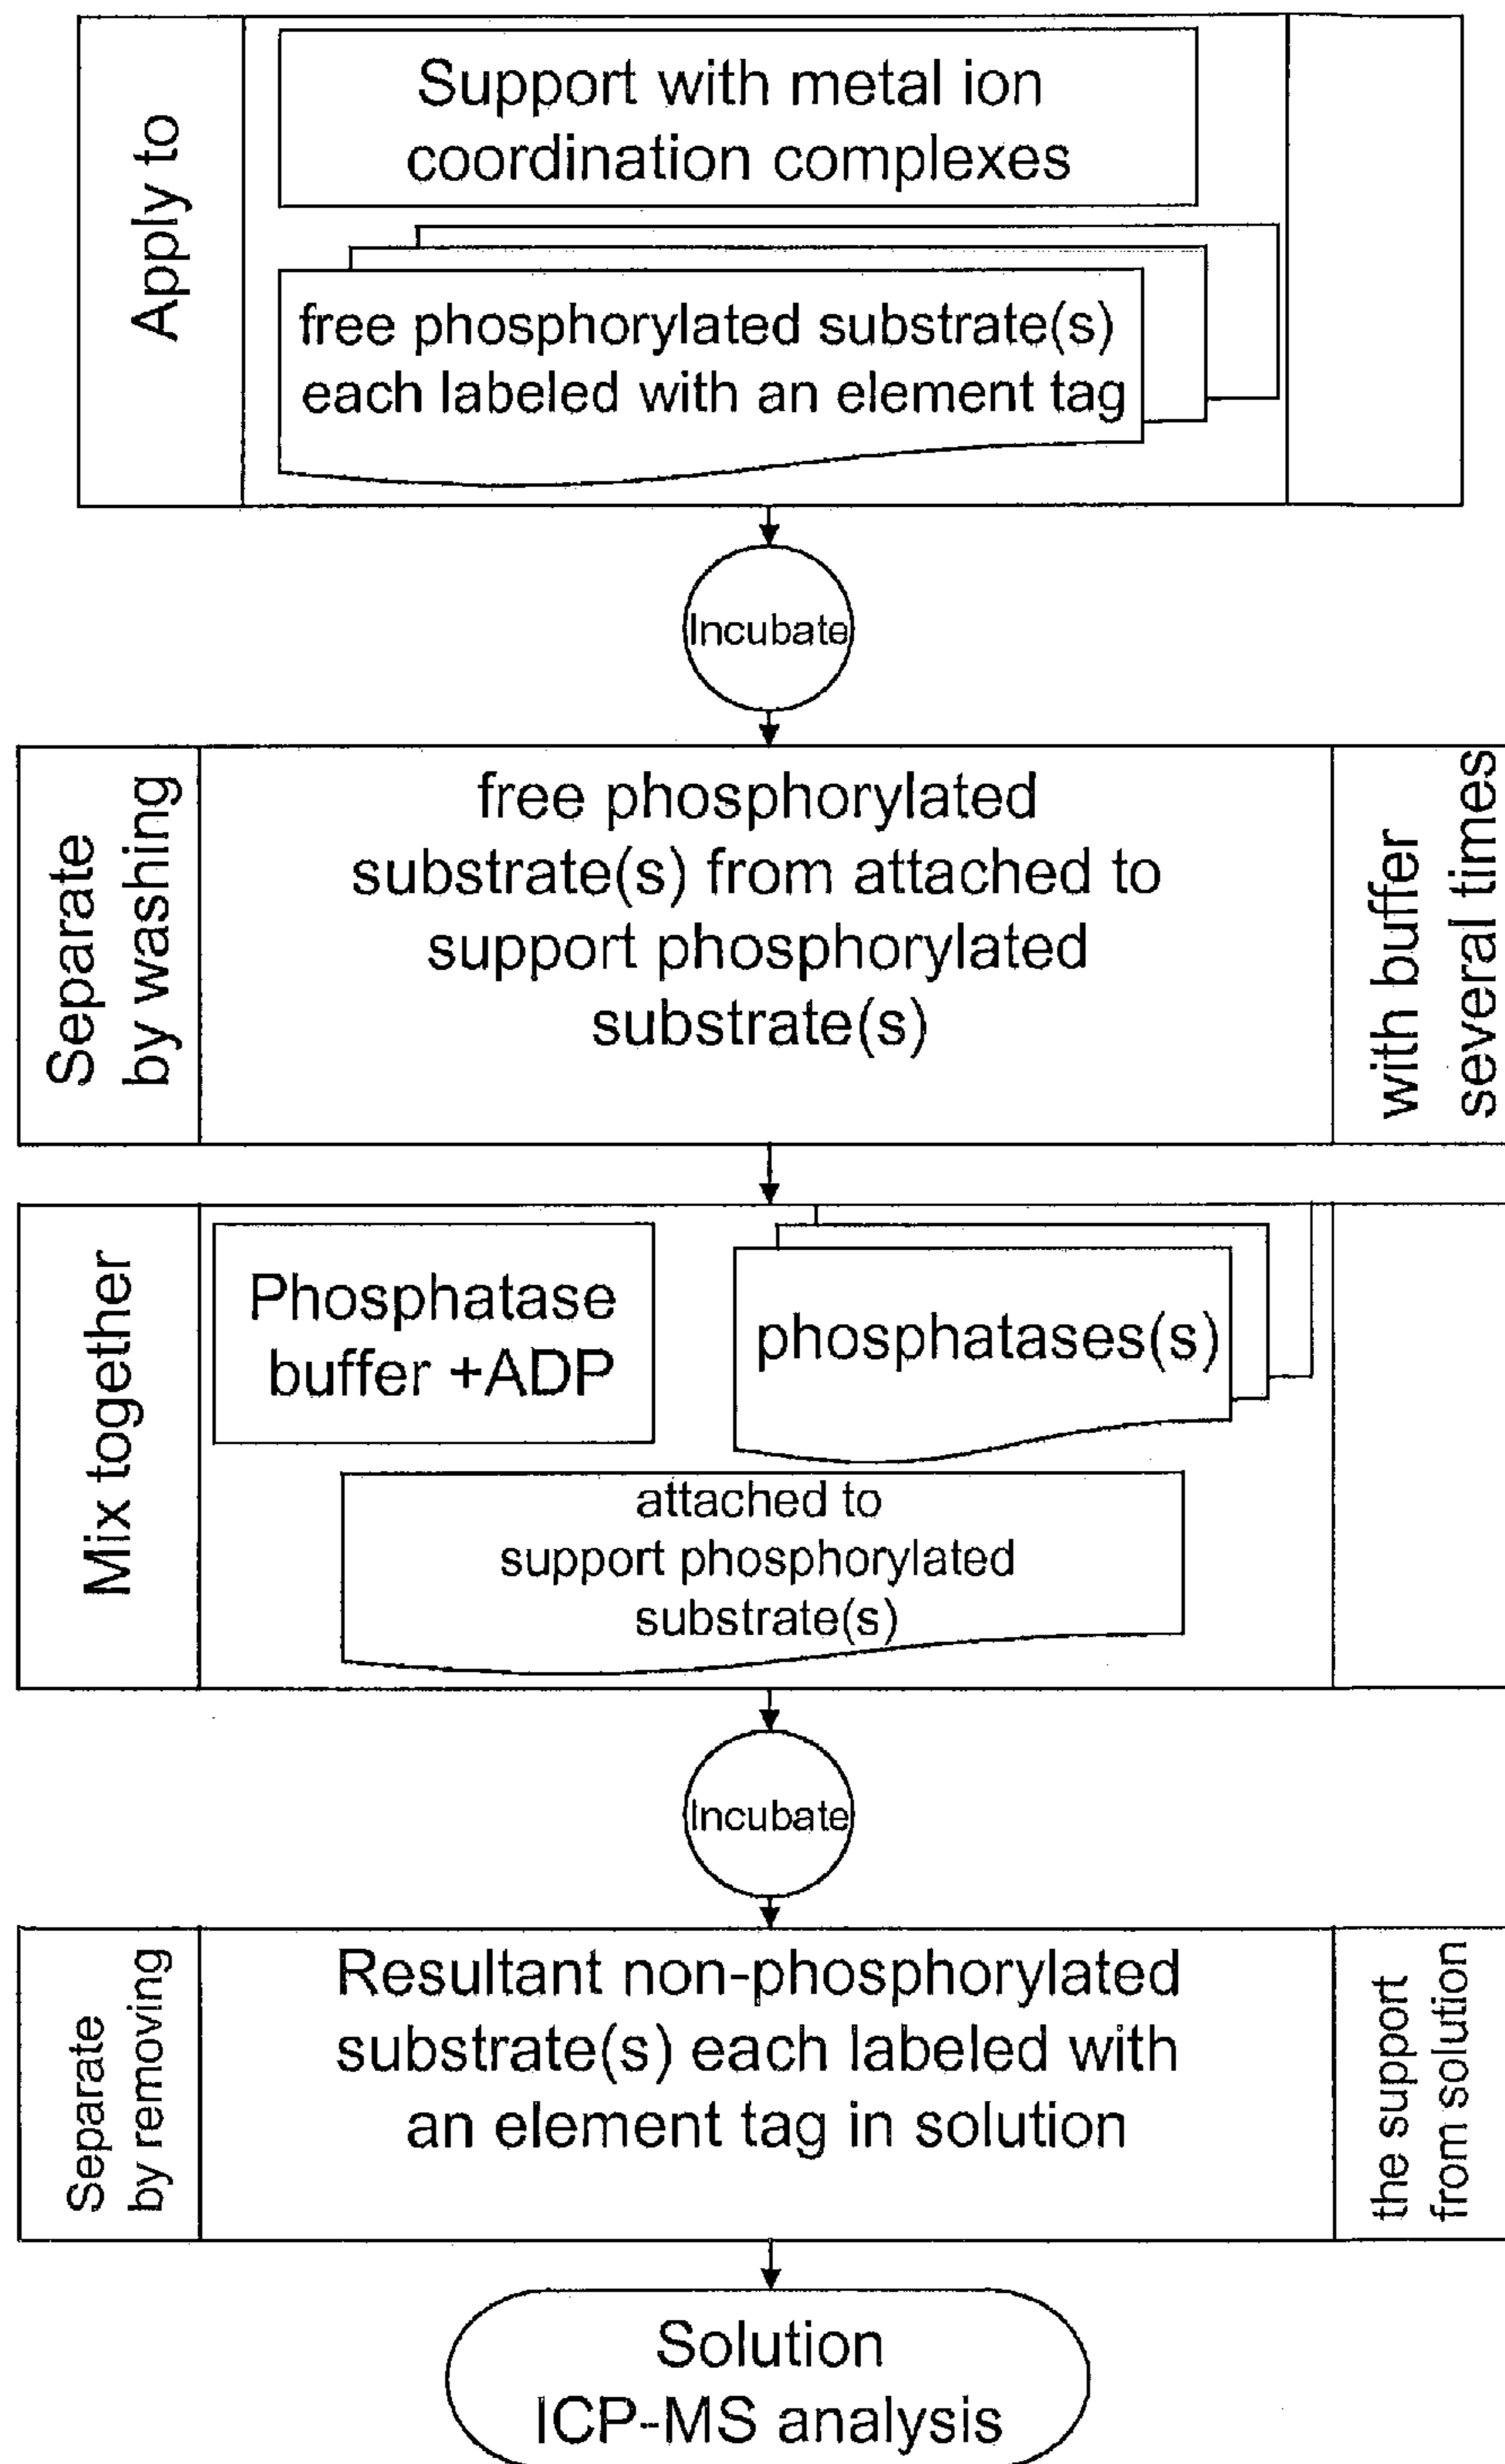 Apply to
Support with metal ion
coordination complexes
free phosphorylated substrate(s)
each labeled with an element tag
Incubate
Separate
by washing
free phosphorylated
substrate(s) from attached to
support phosphorylated
substrate(s)
with buffer
several times
Mix together
Phosphatase
buffer +ADP
phosphatases(s)
attached to
support phosphorylated
substrate(s)
Incubate
Separate
by removing
Resultant non-phosphorylated
substrate(s) each labeled with
an element tag in solution
the support
from solution
Solution
ICP-MS analysis